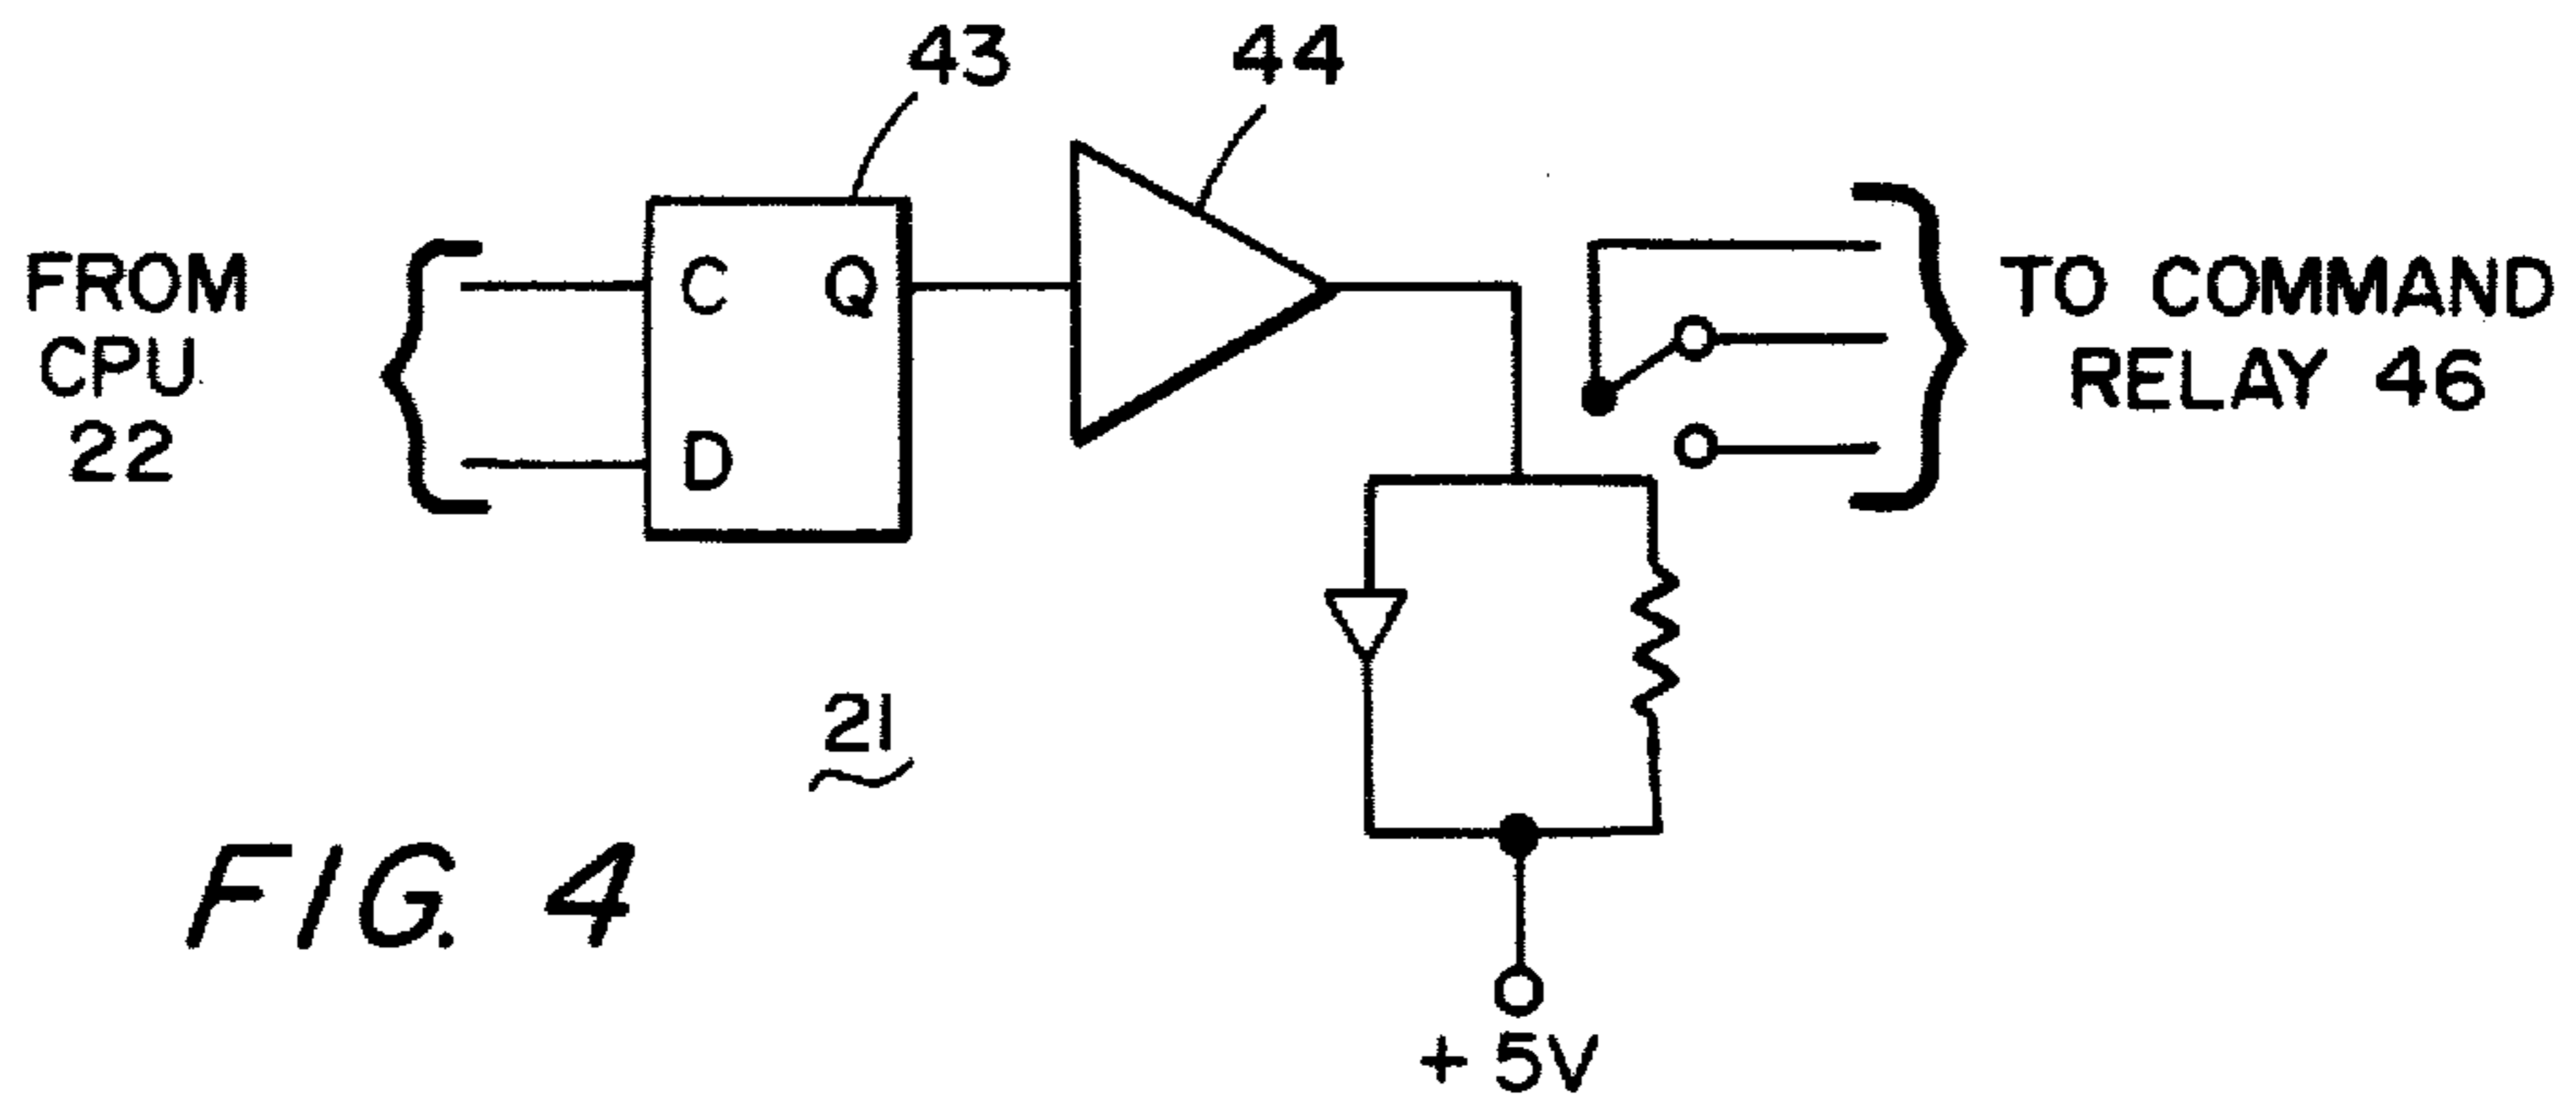 43
44
FROM
CPU
22
C
Q
D
TO COMMAND
RELAY 46
21
FIG. 4
+5V